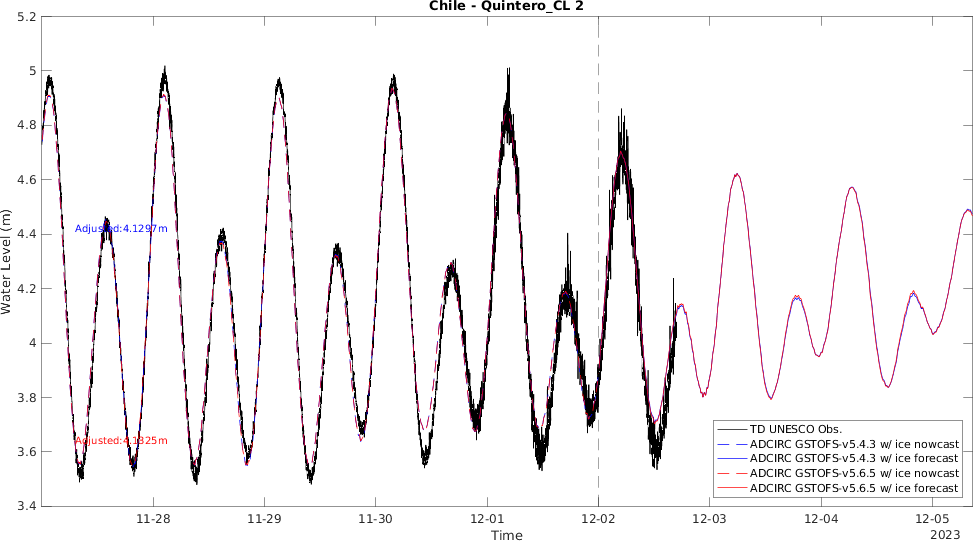 Chile - Quintero_CL 2
5.2
5
4.8
4.6
4.4
4.2
4
3.8
3.6
3.4
Water Level (m)
Adjusted:4.1297m
Adjusted:4.1325m
TD UNESCO Obs.
ADCIRC GSTOFS-v5.4.3 w/ ice nowcast
ADCIRC GSTOFS-v5.4.3 w/ ice forecast
ADCIRC GSTOFS-v5.6.5 w/ ice nowcast
ADCIRC GSTOFS-v5.6.5 w/ ice forecast
11-28 11-29 11-30 12-01 12-02 12-03 12-04 12-05
Time 2023